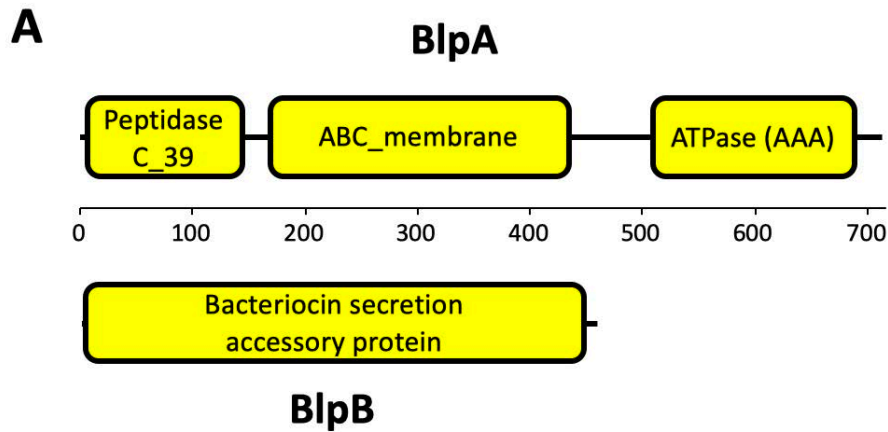 A
BlpA
Peptidase
C_39
ABC_membrane
ATPase (AAA)
0 100 200 300 400 500 600 700
Bacteriocin secretion
accessory protein
BlpB